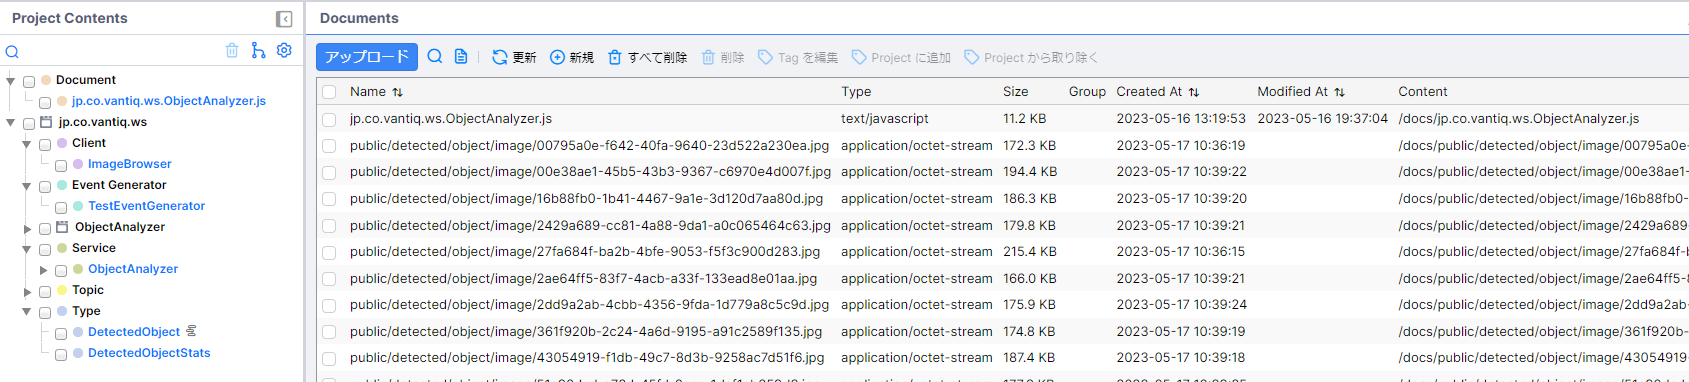 Project Contents
Document
jp.co.vantiq.ws.ObjectAnalyzer.js
jp.co.vantiq.ws
Client
ImageBrowser
Event Generator
TestEventGenerator
ObjectAnalyzer
Service
ObjectAnalyzer
Topic
Type
DetectedObject
DetectedObjectStats
Documents
アップロード 更新 新規 すべて削除 削除 Tag を編集 Project に追加 Project から取り除く
Name Type Size Group Created At Modified At Content
jp.co.vantiq.ws.ObjectAnalyzer.js text/javascript 11.2 KB 2023-05-16 13:19:53 2023-05-16 19:37:04 /docs/jp.co.vantiq.ws.ObjectAnalyzer.js
public/detected/object/image/00795a0e-f642-40fa-9640-23d522a230ea.jpg application/octet-stream 172.3 KB 2023-05-17 10:36:19 /docs/public/detected/object/image/00795a0e-
public/detected/object/image/00e38ae1-45b5-43b3-9367-c6970e4d007f.jpg application/octet-stream 194.4 KB 2023-05-17 10:39:22 /docs/public/detected/object/image/00e38ae1-
public/detected/object/image/16b88fb0-1b41-4467-9a1e-3d120d7aa80d.jpg application/octet-stream 186.3 KB 2023-05-17 10:39:20 /docs/public/detected/object/image/16b88fb0-
public/detected/object/image/2429a689-cc81-4a88-9da1-a0c065464c63.jpg application/octet-stream 179.8 KB 2023-05-17 10:39:21 /docs/public/detected/object/image/2429a689-
public/detected/object/image/27fa684f-ba2b-4bfe-9053-f5f3c900d283.jpg application/octet-stream 215.4 KB 2023-05-17 10:36:15 /docs/public/detected/object/image/27fa684f-b
public/detected/object/image/2ae64ff5-83f7-4acb-a33f-133ead8e01aa.jpg application/octet-stream 166.0 KB 2023-05-17 10:39:21 /docs/public/detected/object/image/2ae64ff5-8
public/detected/object/image/2dd9a2ab-4cbb-4356-9fda-1d779a8c5c9d.jpg application/octet-stream 175.9 KB 2023-05-17 10:39:24 /docs/public/detected/object/image/2dd9a2ab-
public/detected/object/image/361f920b-2c24-4a6d-9195-a91c2589f135.jpg application/octet-stream 174.8 KB 2023-05-17 10:39:19 /docs/public/detected/object/image/361f920b-
public/detected/object/image/43054919-f1db-49c7-8d3b-9258ac7d51f6.jpg application/octet-stream 187.4 KB 2023-05-17 10:39:18 /docs/public/detected/object/image/43054919-